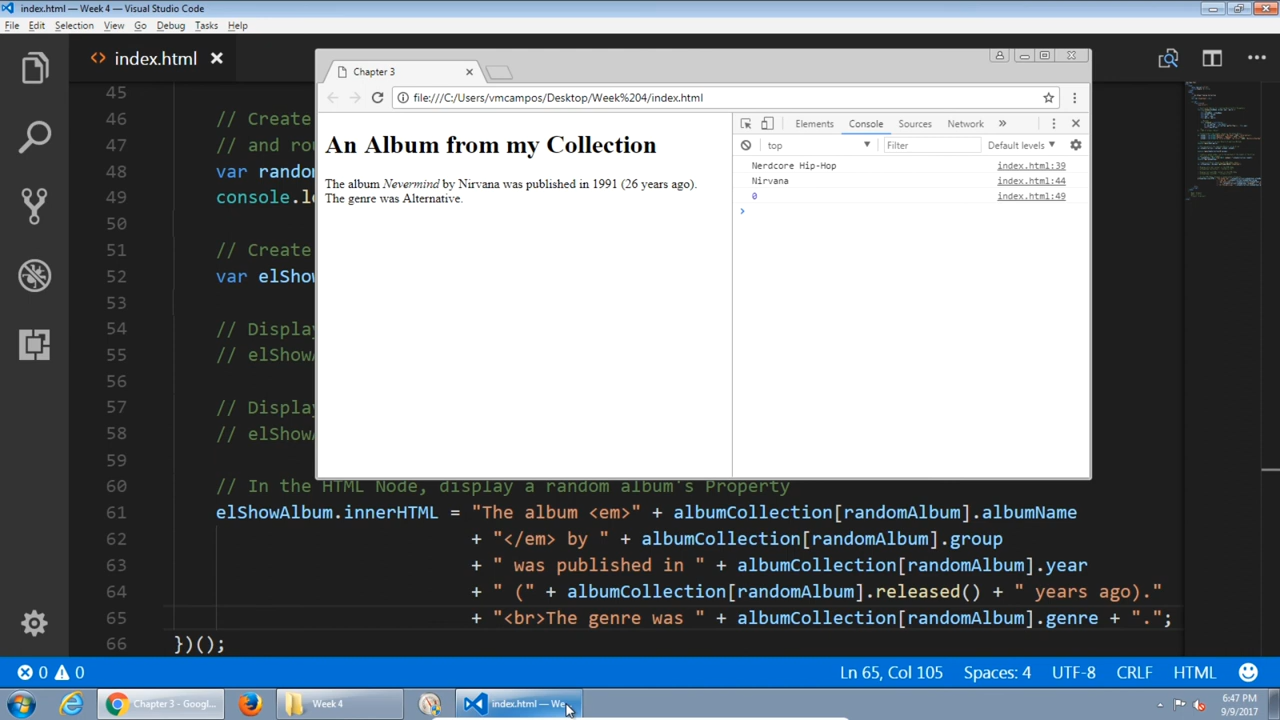 index.html — Week 4 — Visual Studio Code
File Edit Selection View Go Debug Tasks Help
index.html
Chapter 3
file:///C:/Users/vmcampos/Desktop/Week%204/index.html
An Album from my Collection
The album Nevermind by Nirvana was published in 1991 (26 years ago).
The genre was Alternative.
Elements Console Sources Network »
top Filter Default levels
Nerdcore Hip-Hop index.html:39
Nirvana index.html:44
0 index.html:49
45
46 // Create
47 // and rou
48 var random
49 console.lo
50
51 // Create
52 var elShow
53
54 // Display
55 // elShowA
56
57 // Display
58 // elShowA
59
60 // In the HTML Node, display a random album's Property
61 elShowAlbum.innerHTML = "The album <em>" + albumCollection[randomAlbum].albumName
62 + "</em> by " + albumCollection[randomAlbum].group
63 + " was published in " + albumCollection[randomAlbum].year
64 + " (" + albumCollection[randomAlbum].released() + " years ago)."
65 + "<br>The genre was " + albumCollection[randomAlbum].genre + ".";
66 })();
0 0 Ln 65, Col 105 Spaces: 4 UTF-8 CRLF HTML
Chapter 3 - Googl... Week 4 index.html — We... 6:47 PM
9/9/2017